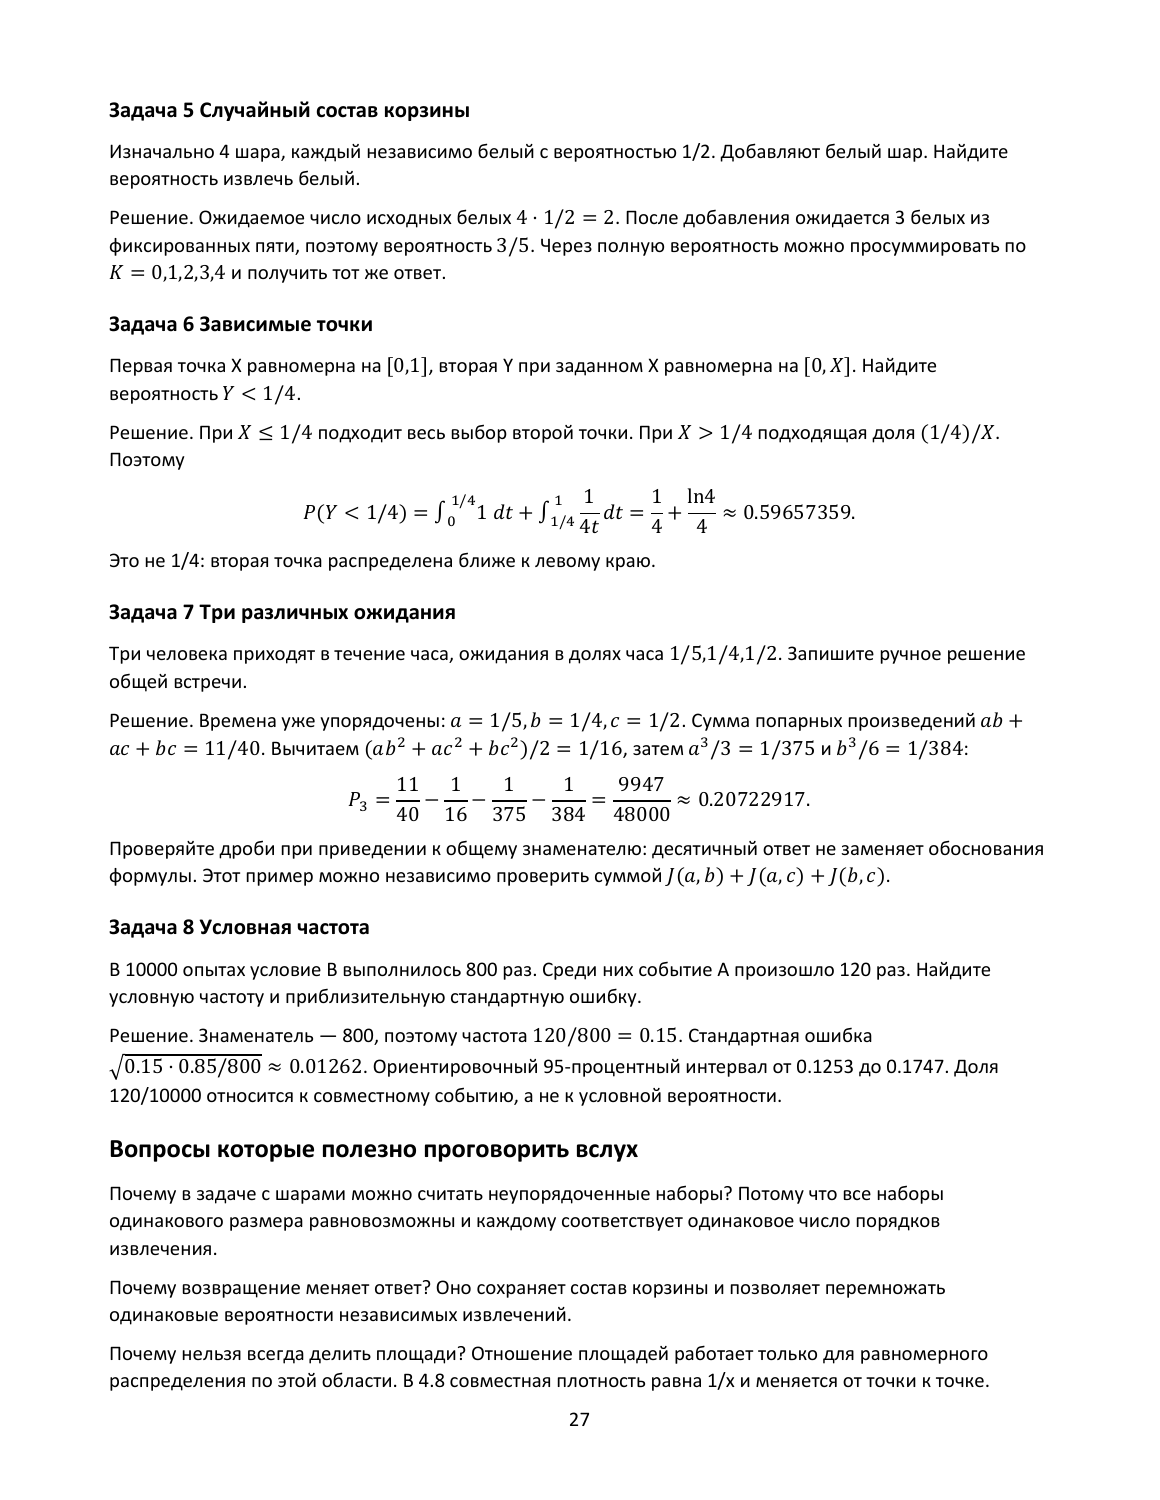 Задача 5 Случайный состав корзины
Изначально 4 шара, каждый независимо белый с вероятностью 1/2. Добавляют белый шар. Найдите
вероятность извлечь белый.
Решение. Ожидаемое число исходных белых 4 · 1/2 = 2. После добавления ожидается 3 белых из
фиксированных пяти, поэтому вероятность 3/5. Через полную вероятность можно просуммировать по
K = 0,1,2,3,4 и получить тот же ответ.
Задача 6 Зависимые точки
Первая точка X равномерна на [0,1], вторая Y при заданном X равномерна на [0, X]. Найдите
вероятность Y < 1/4.
Решение. При X ≤ 1/4 подходит весь выбор второй точки. При X > 1/4 подходящая доля (1/4)/X.
Поэтому
P(Y < 1/4) = ∫₀^{1/4} 1 dt + ∫_{1/4}^{1} 1/(4t) dt = 1/4 + ln4/4 ≈ 0.59657359.
Это не 1/4: вторая точка распределена ближе к левому краю.
Задача 7 Три различных ожидания
Три человека приходят в течение часа, ожидания в долях часа 1/5,1/4,1/2. Запишите ручное решение
общей встречи.
Решение. Времена уже упорядочены: a = 1/5, b = 1/4, c = 1/2. Сумма попарных произведений ab +
ac + bc = 11/40. Вычитаем (ab² + ac² + bc²)/2 = 1/16, затем a³/3 = 1/375 и b³/6 = 1/384:
P₃ = 11/40 − 1/16 − 1/375 − 1/384 = 9947/48000 ≈ 0.20722917.
Проверяйте дроби при приведении к общему знаменателю: десятичный ответ не заменяет обоснования
формулы. Этот пример можно независимо проверить суммой J(a, b) + J(a, c) + J(b, c).
Задача 8 Условная частота
В 10000 опытах условие B выполнилось 800 раз. Среди них событие A произошло 120 раз. Найдите
условную частоту и приблизительную стандартную ошибку.
Решение. Знаменатель — 800, поэтому частота 120/800 = 0.15. Стандартная ошибка
√(0.15 · 0.85/800) ≈ 0.01262. Ориентировочный 95-процентный интервал от 0.1253 до 0.1747. Доля
120/10000 относится к совместному событию, а не к условной вероятности.
Вопросы которые полезно проговорить вслух
Почему в задаче с шарами можно считать неупорядоченные наборы? Потому что все наборы
одинакового размера равновозможны и каждому соответствует одинаковое число порядков
извлечения.
Почему возвращение меняет ответ? Оно сохраняет состав корзины и позволяет перемножать
одинаковые вероятности независимых извлечений.
Почему нельзя всегда делить площади? Отношение площадей работает только для равномерного
распределения по этой области. В 4.8 совместная плотность равна 1/x и меняется от точки к точке.
27